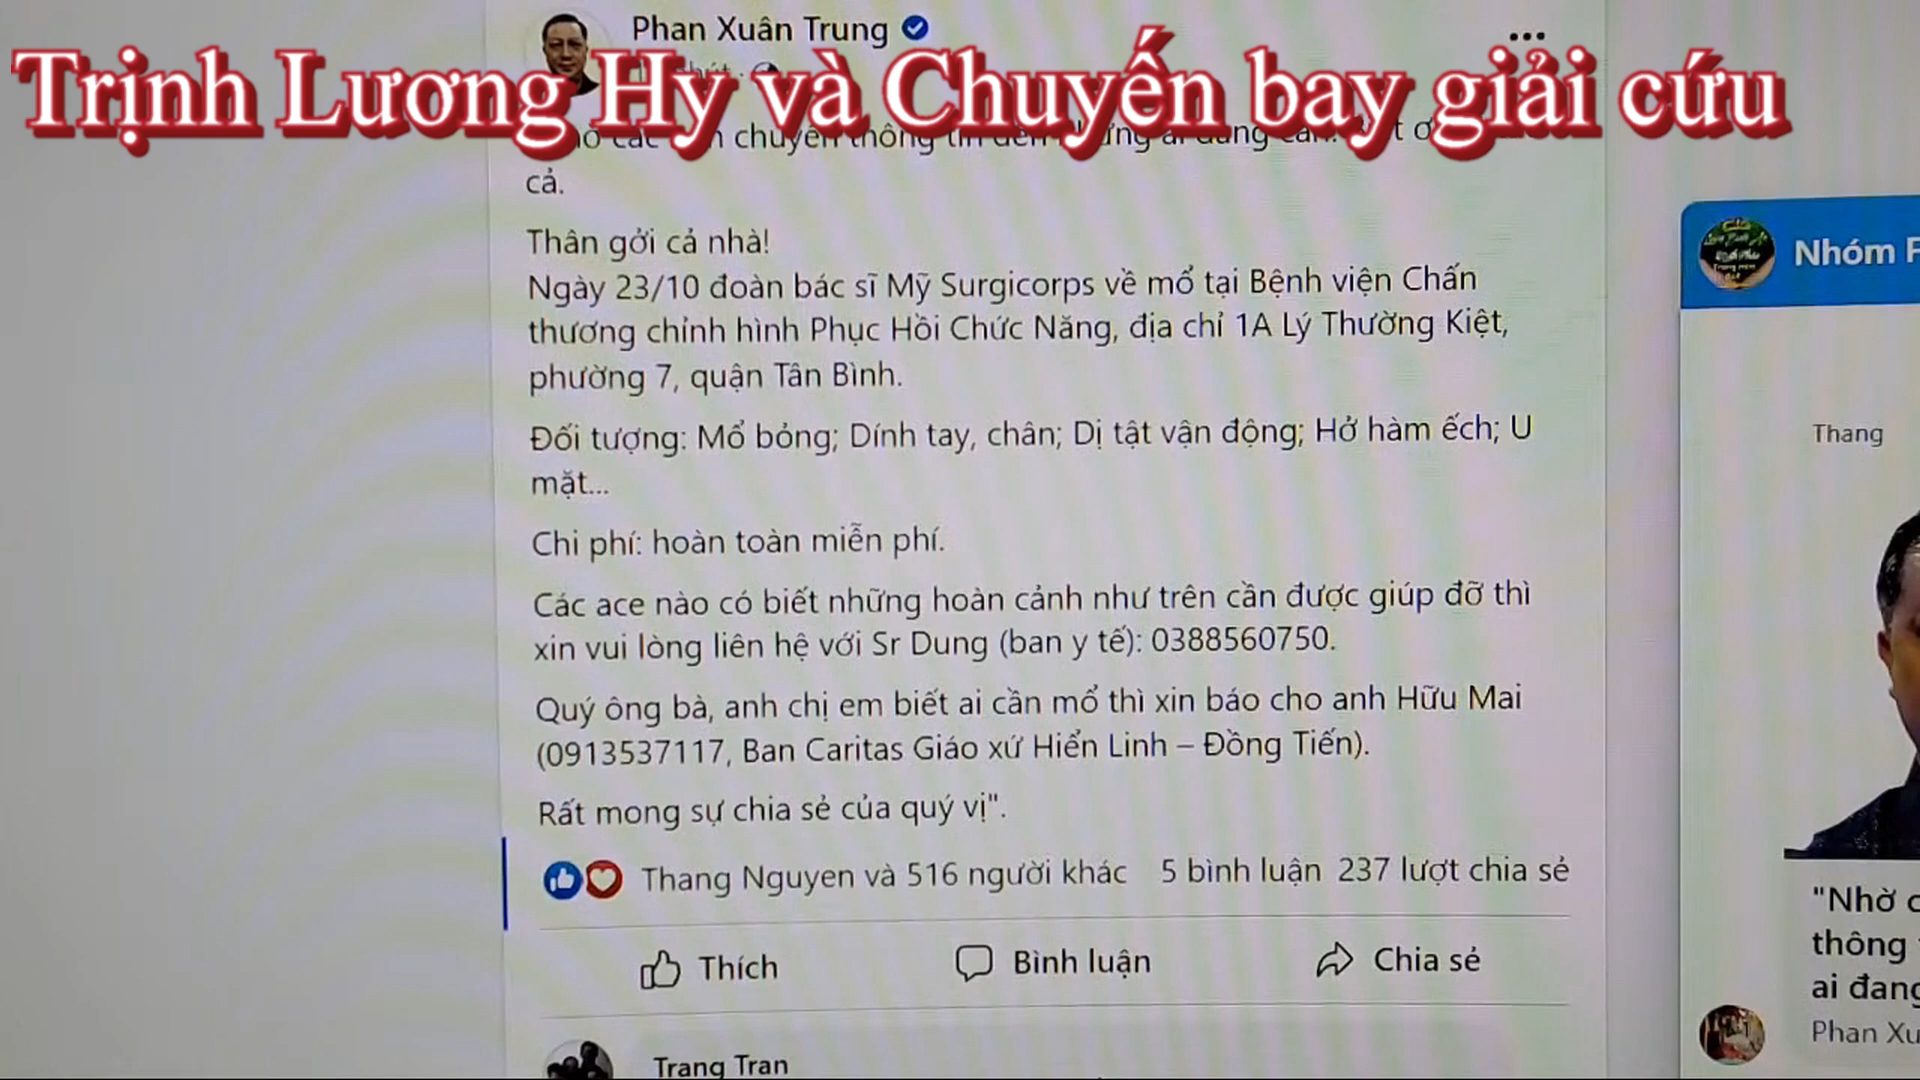 Phan Xuân Trung
Trịnh Lương Hy và Chuyến bay giải cứu
chuyển thông tin đến
cả.
Thân gởi cả nhà!
Ngày 23/10 đoàn bác sĩ Mỹ Surgicorps về mổ tại Bệnh viện Chấn
thương chỉnh hình Phục Hồi Chức Năng, địa chỉ 1A Lý Thường Kiệt,
phường 7, quận Tân Bình.
Đối tượng: Mổ bỏng; Dính tay, chân; Dị tật vận động; Hở hàm ếch; U
mặt...
Chi phí: hoàn toàn miễn phí.
Các ace nào có biết những hoàn cảnh như trên cần được giúp đỡ thì
xin vui lòng liên hệ với Sr Dung (ban y tế): 0388560750.
Quý ông bà, anh chị em biết ai cần mổ thì xin báo cho anh Hữu Mai
(0913537117, Ban Caritas Giáo xứ Hiển Linh – Đồng Tiến).
Rất mong sự chia sẻ của quý vị".
Thang Nguyen và 516 người khác 5 bình luận 237 lượt chia sẻ
Thích Bình luận Chia sẻ
Trang Tran
Nhóm
Thang
"Nhờ
thông
ai đang
Phan